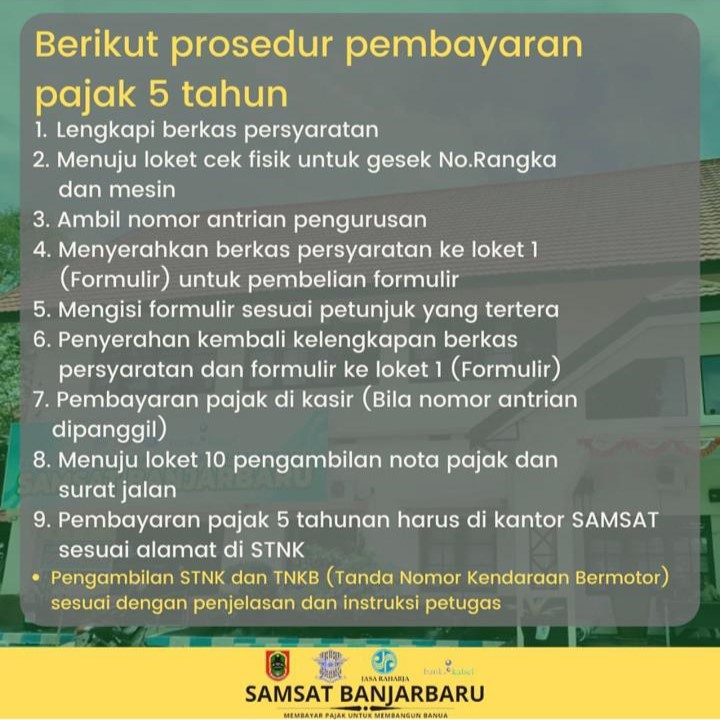 Berikut prosedur pembayaran
pajak 5 tahun
1. Lengkapi berkas persyaratan
2. Menuju loket cek fisik untuk gesek No.Rangka
dan mesin
3. Ambil nomor antrian pengurusan
4. Menyerahkan berkas persyaratan ke loket 1
(Formulir) untuk pembelian formulir
5. Mengisi formulir sesuai petunjuk yang tertera
6. Penyerahan kembali kelengkapan berkas
persyaratan dan formulir ke loket 1 (Formulir)
7. Pembayaran pajak di kasir (Bila nomor antrian
dipanggil)
8. Menuju loket 10 pengambilan nota pajak dan
surat jalan
9. Pembayaran pajak 5 tahunan harus di kantor SAMSAT
sesuai alamat di STNK
• Pengambilan STNK dan TNKB (Tanda Nomor Kendaraan Bermotor)
sesuai dengan penjelasan dan instruksi petugas
SAMSAT BANJARBARU
JASA RAHARJA
bank kalsel
SAMSAT BANJARBARU
MEMBAYAR PAJAK UNTUK MEMBANGUN BANUA